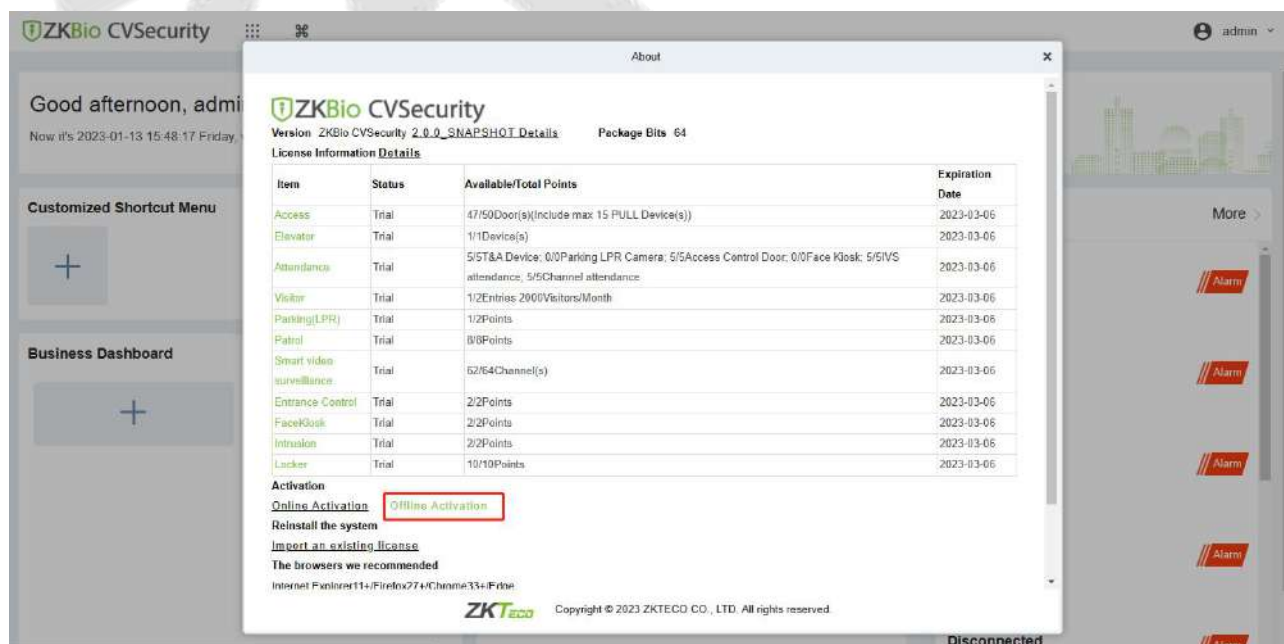 ZKBio CVSecurity
admin
About
Good afternoon, admi
Now it's 2023-01-13 15:48:17 Friday,
Customized Shortcut Menu
Business Dashboard
ZKBio CVSecurity
Version ZKBio CVSecurity 2.0.0_SNAPSHOT Details Package Bits 64
License Information Details
Item Status Available/Total Points Expiration Date
Access Trial 47/50Door(s)(Include max 15 PULL Device(s)) 2023-03-06
Elevator Trial 1/1Device(s) 2023-03-06
Attendance Trial 5/5T&A Device; 0/0Parking LPR Camera; 5/5Access Control Door; 0/0Face Kiosk; 5/5IVS
attendance; 5/5Channel attendance 2023-03-06
Visitor Trial 1/2Entries 2000Visitors/Month 2023-03-06
Parking(LPR) Trial 1/2Points 2023-03-06
Patrol Trial 8/8Points 2023-03-06
Smart video
surveillance Trial 62/64Channel(s) 2023-03-06
Entrance Control Trial 2/2Points 2023-03-06
FaceKiosk Trial 2/2Points 2023-03-06
Intrusion Trial 2/2Points 2023-03-06
Locker Trial 10/10Points 2023-03-06
Activation
Online Activation Offline Activation
Reinstall the system
Import an existing license
The browsers we recommended
Internet Explorer11+/Firefox27+/Chrome33+/Edge
ZKTeco Copyright © 2023 ZKTECO CO., LTD. All rights reserved.
More
Alarm
Alarm
Alarm
Alarm
Disconnected
Alarm